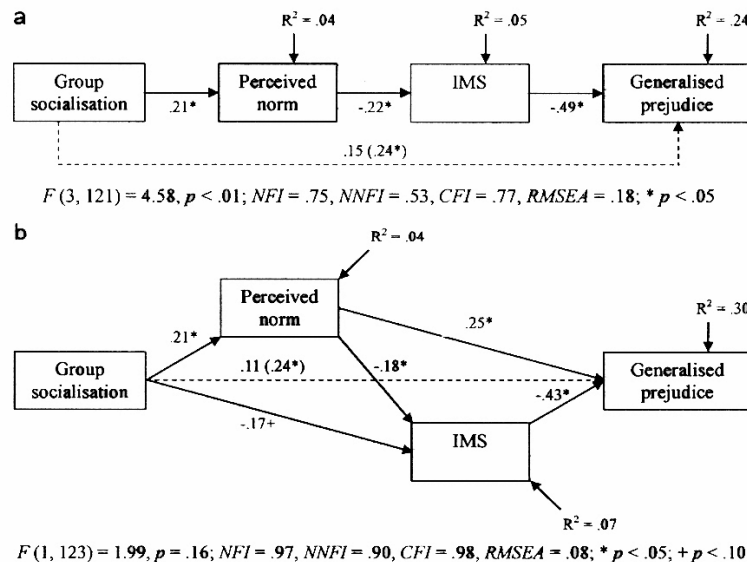 a
R² = .04
R² = .05
R² = .24
Group
socialisation
Perceived
norm
IMS
Generalised
prejudice
.21*
-.22*
-.49*
.15 (.24*)
F (3, 121) = 4.58, p < .01; NFI = .75, NNFI = .53, CFI = .77, RMSEA = .18; * p < .05
b
R² = .04
Perceived
norm
R² = .30
.25*
.21*
Group
socialisation
.11 (.24*)
-.18*
Generalised
prejudice
-.43*
-.17+
IMS
R² = .07
F (1, 123) = 1.99, p = .16; NFI = .97, NNFI = .90, CFI = .98, RMSEA = .08; * p < .05; + p < .10